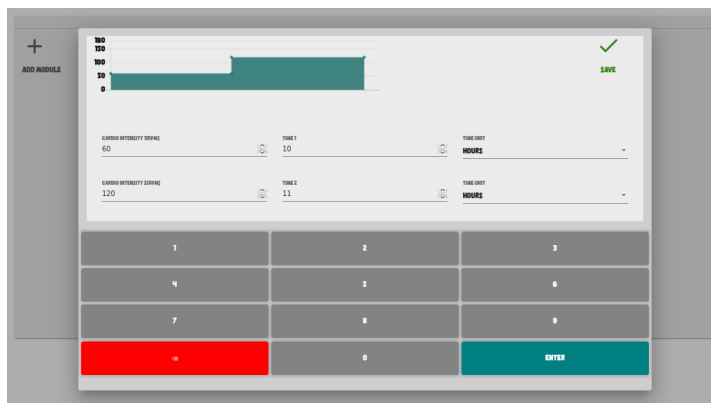 180
150
100
50
0
ADD MODULE
SAVE
CARDIO INTENSITY 1[RPM]
60
TIME 1
10
TIME UNIT
HOURS
CARDIO INTENSITY 2[RPM]
120
TIME 2
11
TIME UNIT
HOURS
1
2
3
4
5
6
7
8
9
0
ENTER